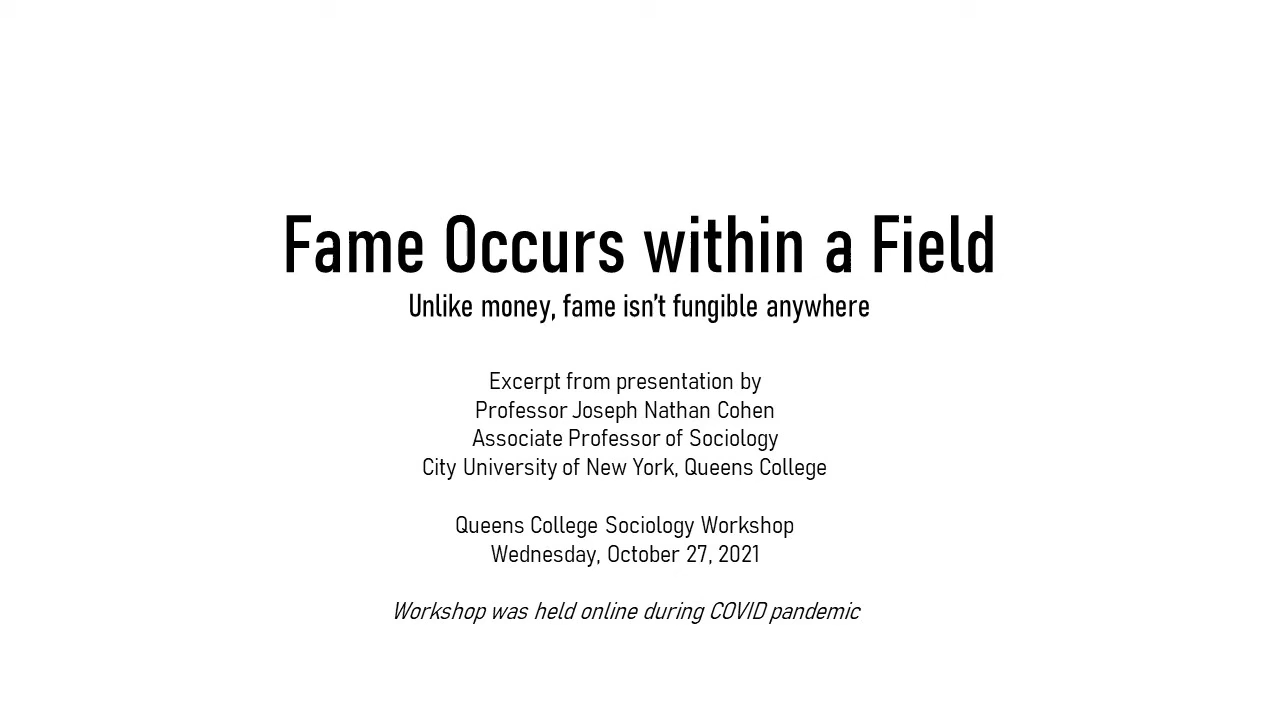 Fame Occurs within a Field
Unlike money, fame isn't fungible anywhere
Excerpt from presentation by
Professor Joseph Nathan Cohen
Associate Professor of Sociology
City University of New York, Queens College
Queens College Sociology Workshop
Wednesday, October 27, 2021
Workshop was held online during COVID pandemic